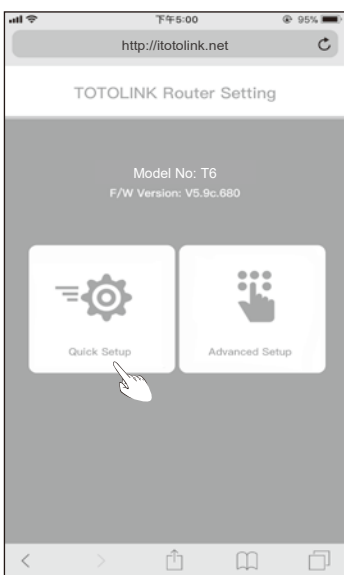 下午5:00 95%
http://itotolink.net
TOTOLINK Router Setting
Model No: T6
F/W Version: V5.9c.680
Quick Setup Advanced Setup